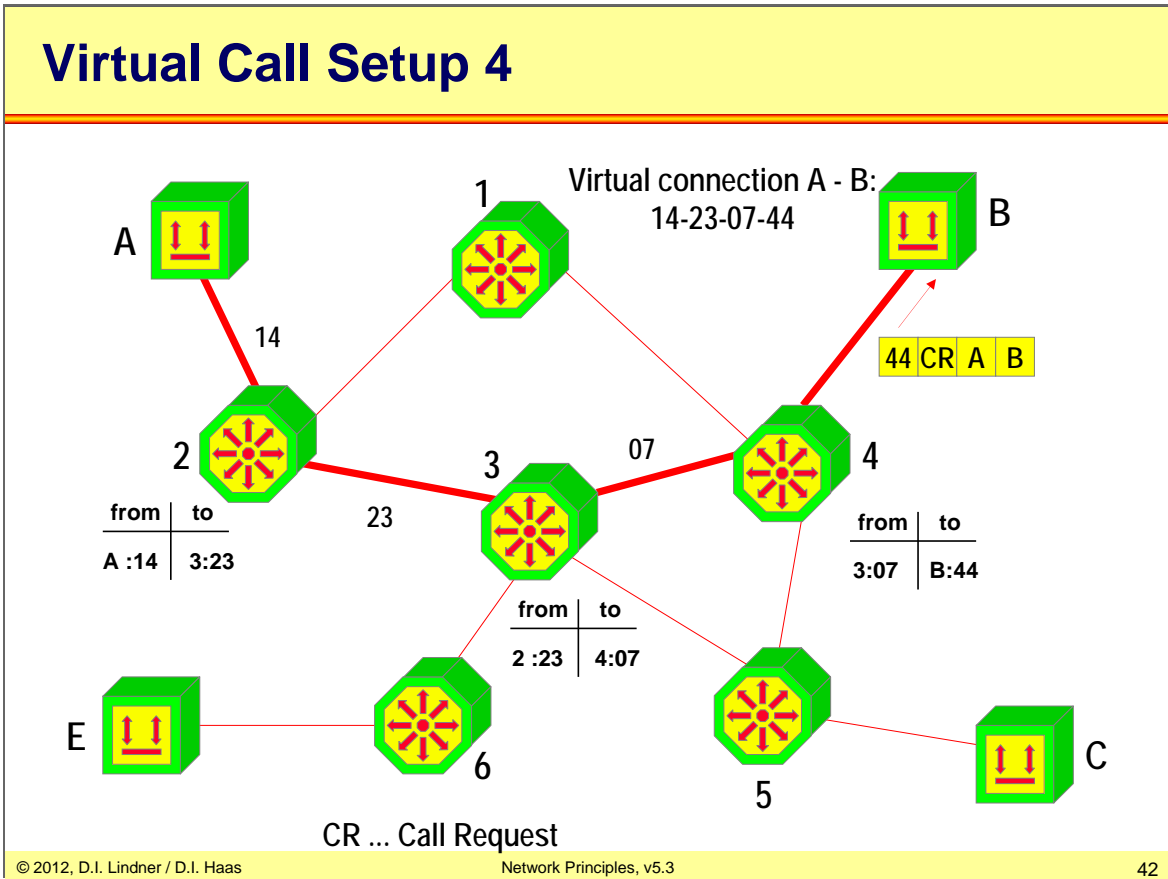 Virtual Call Setup 4
Virtual connection A - B:
14-23-07-44
A
1
B
14
44 CR A B
2
3
07
4
23
from to
A :14 3:23
from to
3:07 B:44
from to
2 :23 4:07
E
6
5
C
CR ... Call Request
© 2012, D.I. Lindner / D.I. Haas Network Principles, v5.3 42